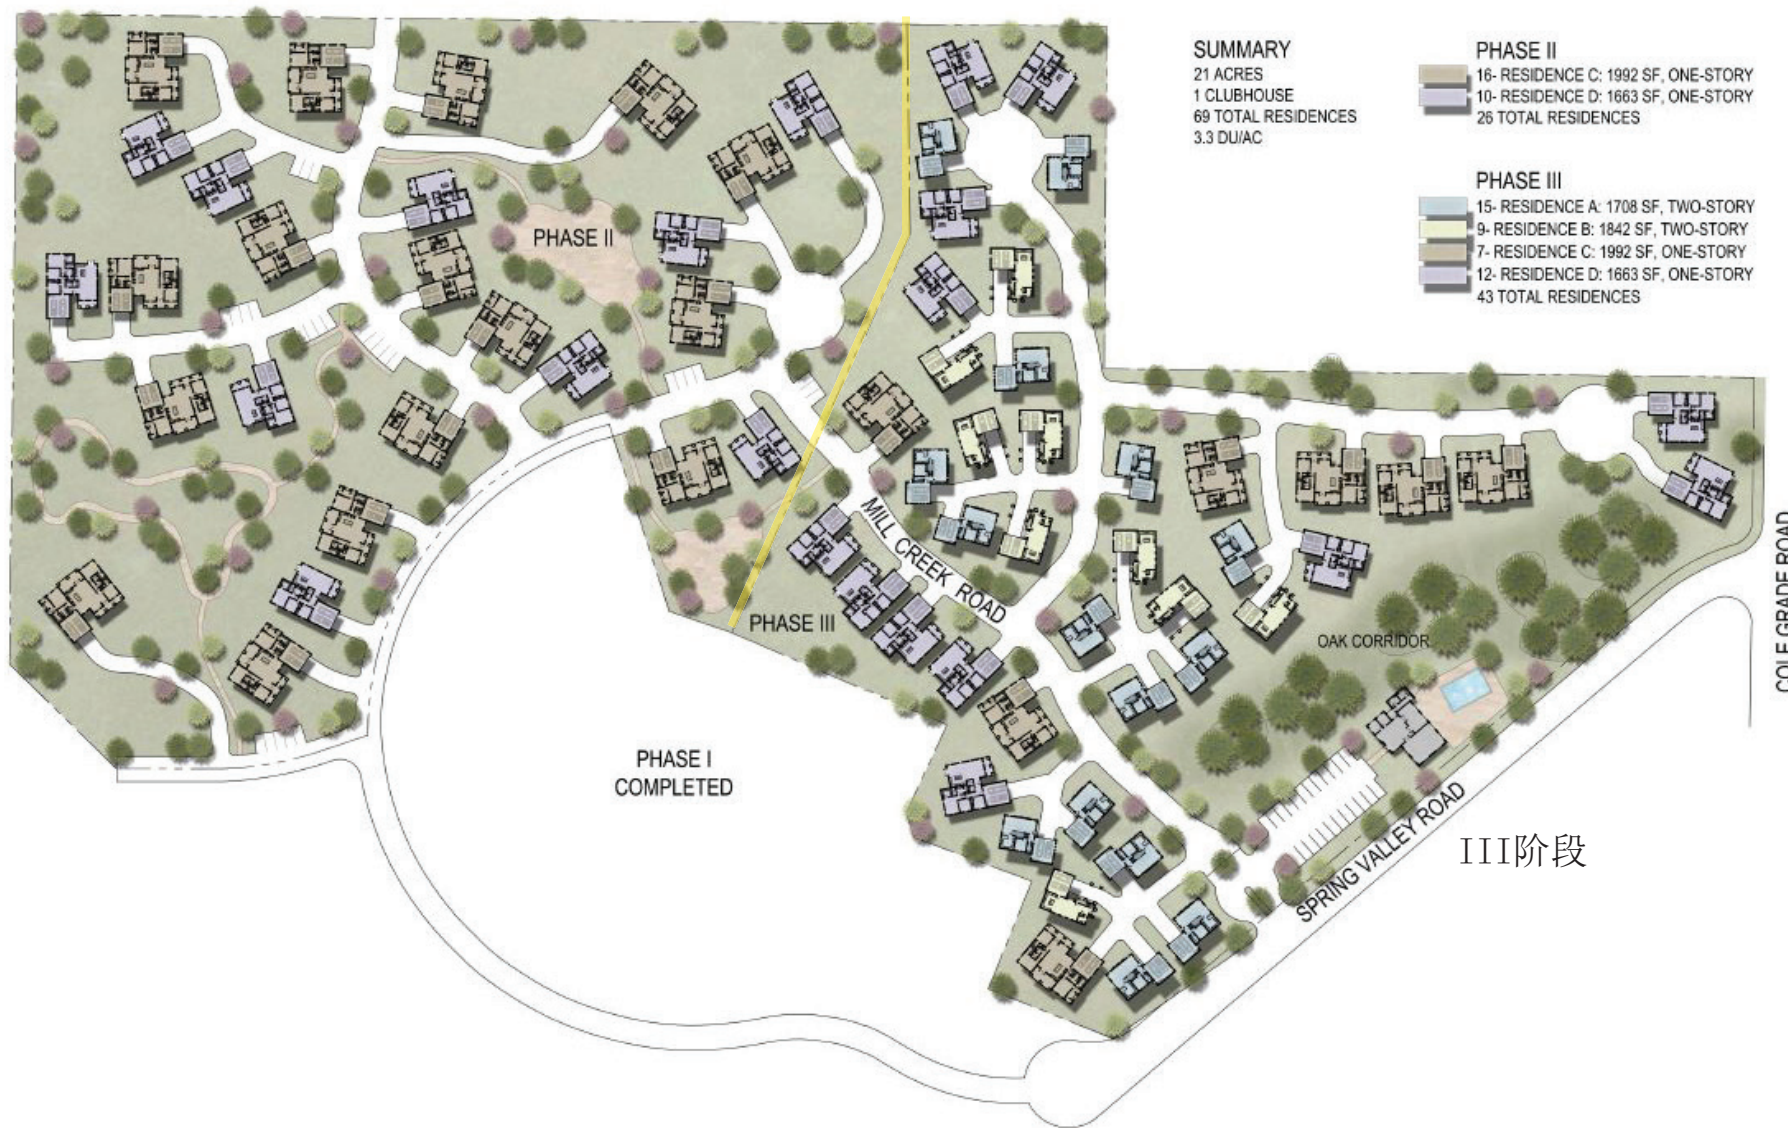 SUMMARY
21 ACRES
1 CLUBHOUSE
69 TOTAL RESIDENCES
3.3 DU/AC
PHASE II
16- RESIDENCE C: 1992 SF, ONE-STORY
10- RESIDENCE D: 1663 SF, ONE-STORY
26 TOTAL RESIDENCES
PHASE III
15- RESIDENCE A: 1708 SF, TWO-STORY
9- RESIDENCE B: 1842 SF, TWO-STORY
7- RESIDENCE C: 1992 SF, ONE-STORY
12- RESIDENCE D: 1663 SF, ONE-STORY
43 TOTAL RESIDENCES
PHASE II
MILL CREEK ROAD
PHASE III
OAK CORRIDOR
COLE GRADE ROAD
PHASE I
COMPLETED
SPRING VALLEY ROAD
III阶段